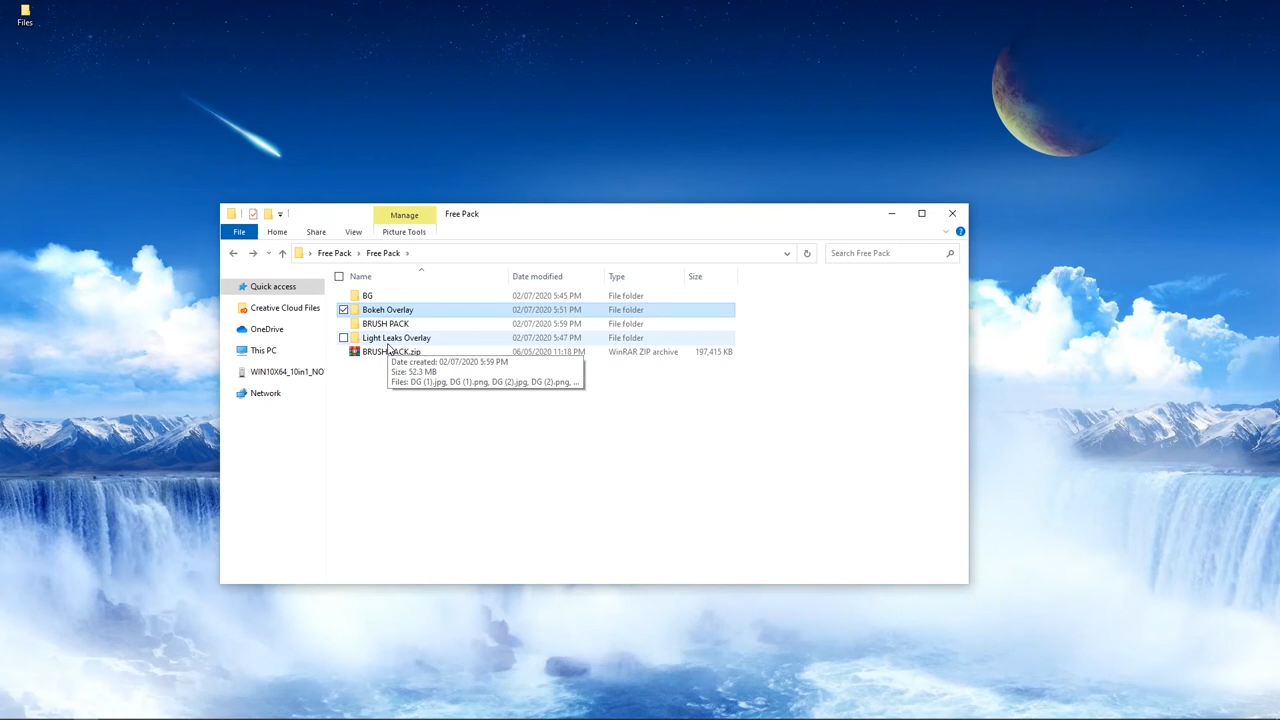 Files
Manage
Free Pack
File
Home
Share
View
Picture Tools
Free Pack
Free Pack
Search Free Pack
Name
Date modified
Type
Size
Quick access
Creative Cloud Files
OneDrive
This PC
WIN10X64_10in1_NO
Network
BG 02/07/2020 5:45 PM File folder
Bokeh Overlay 02/07/2020 5:51 PM File folder
BRUSH PACK 02/07/2020 5:59 PM File folder
Light Leaks Overlay 02/07/2020 5:47 PM File folder
BRUSH PACK.zip 06/05/2020 11:18 PM WinRAR ZIP archive 197,415 KB
Date created: 02/07/2020 5:59 PM
Size: 52.3 MB
Files: DG (1).jpg, DG (1).png, DG (2).jpg, DG (2).png, ...